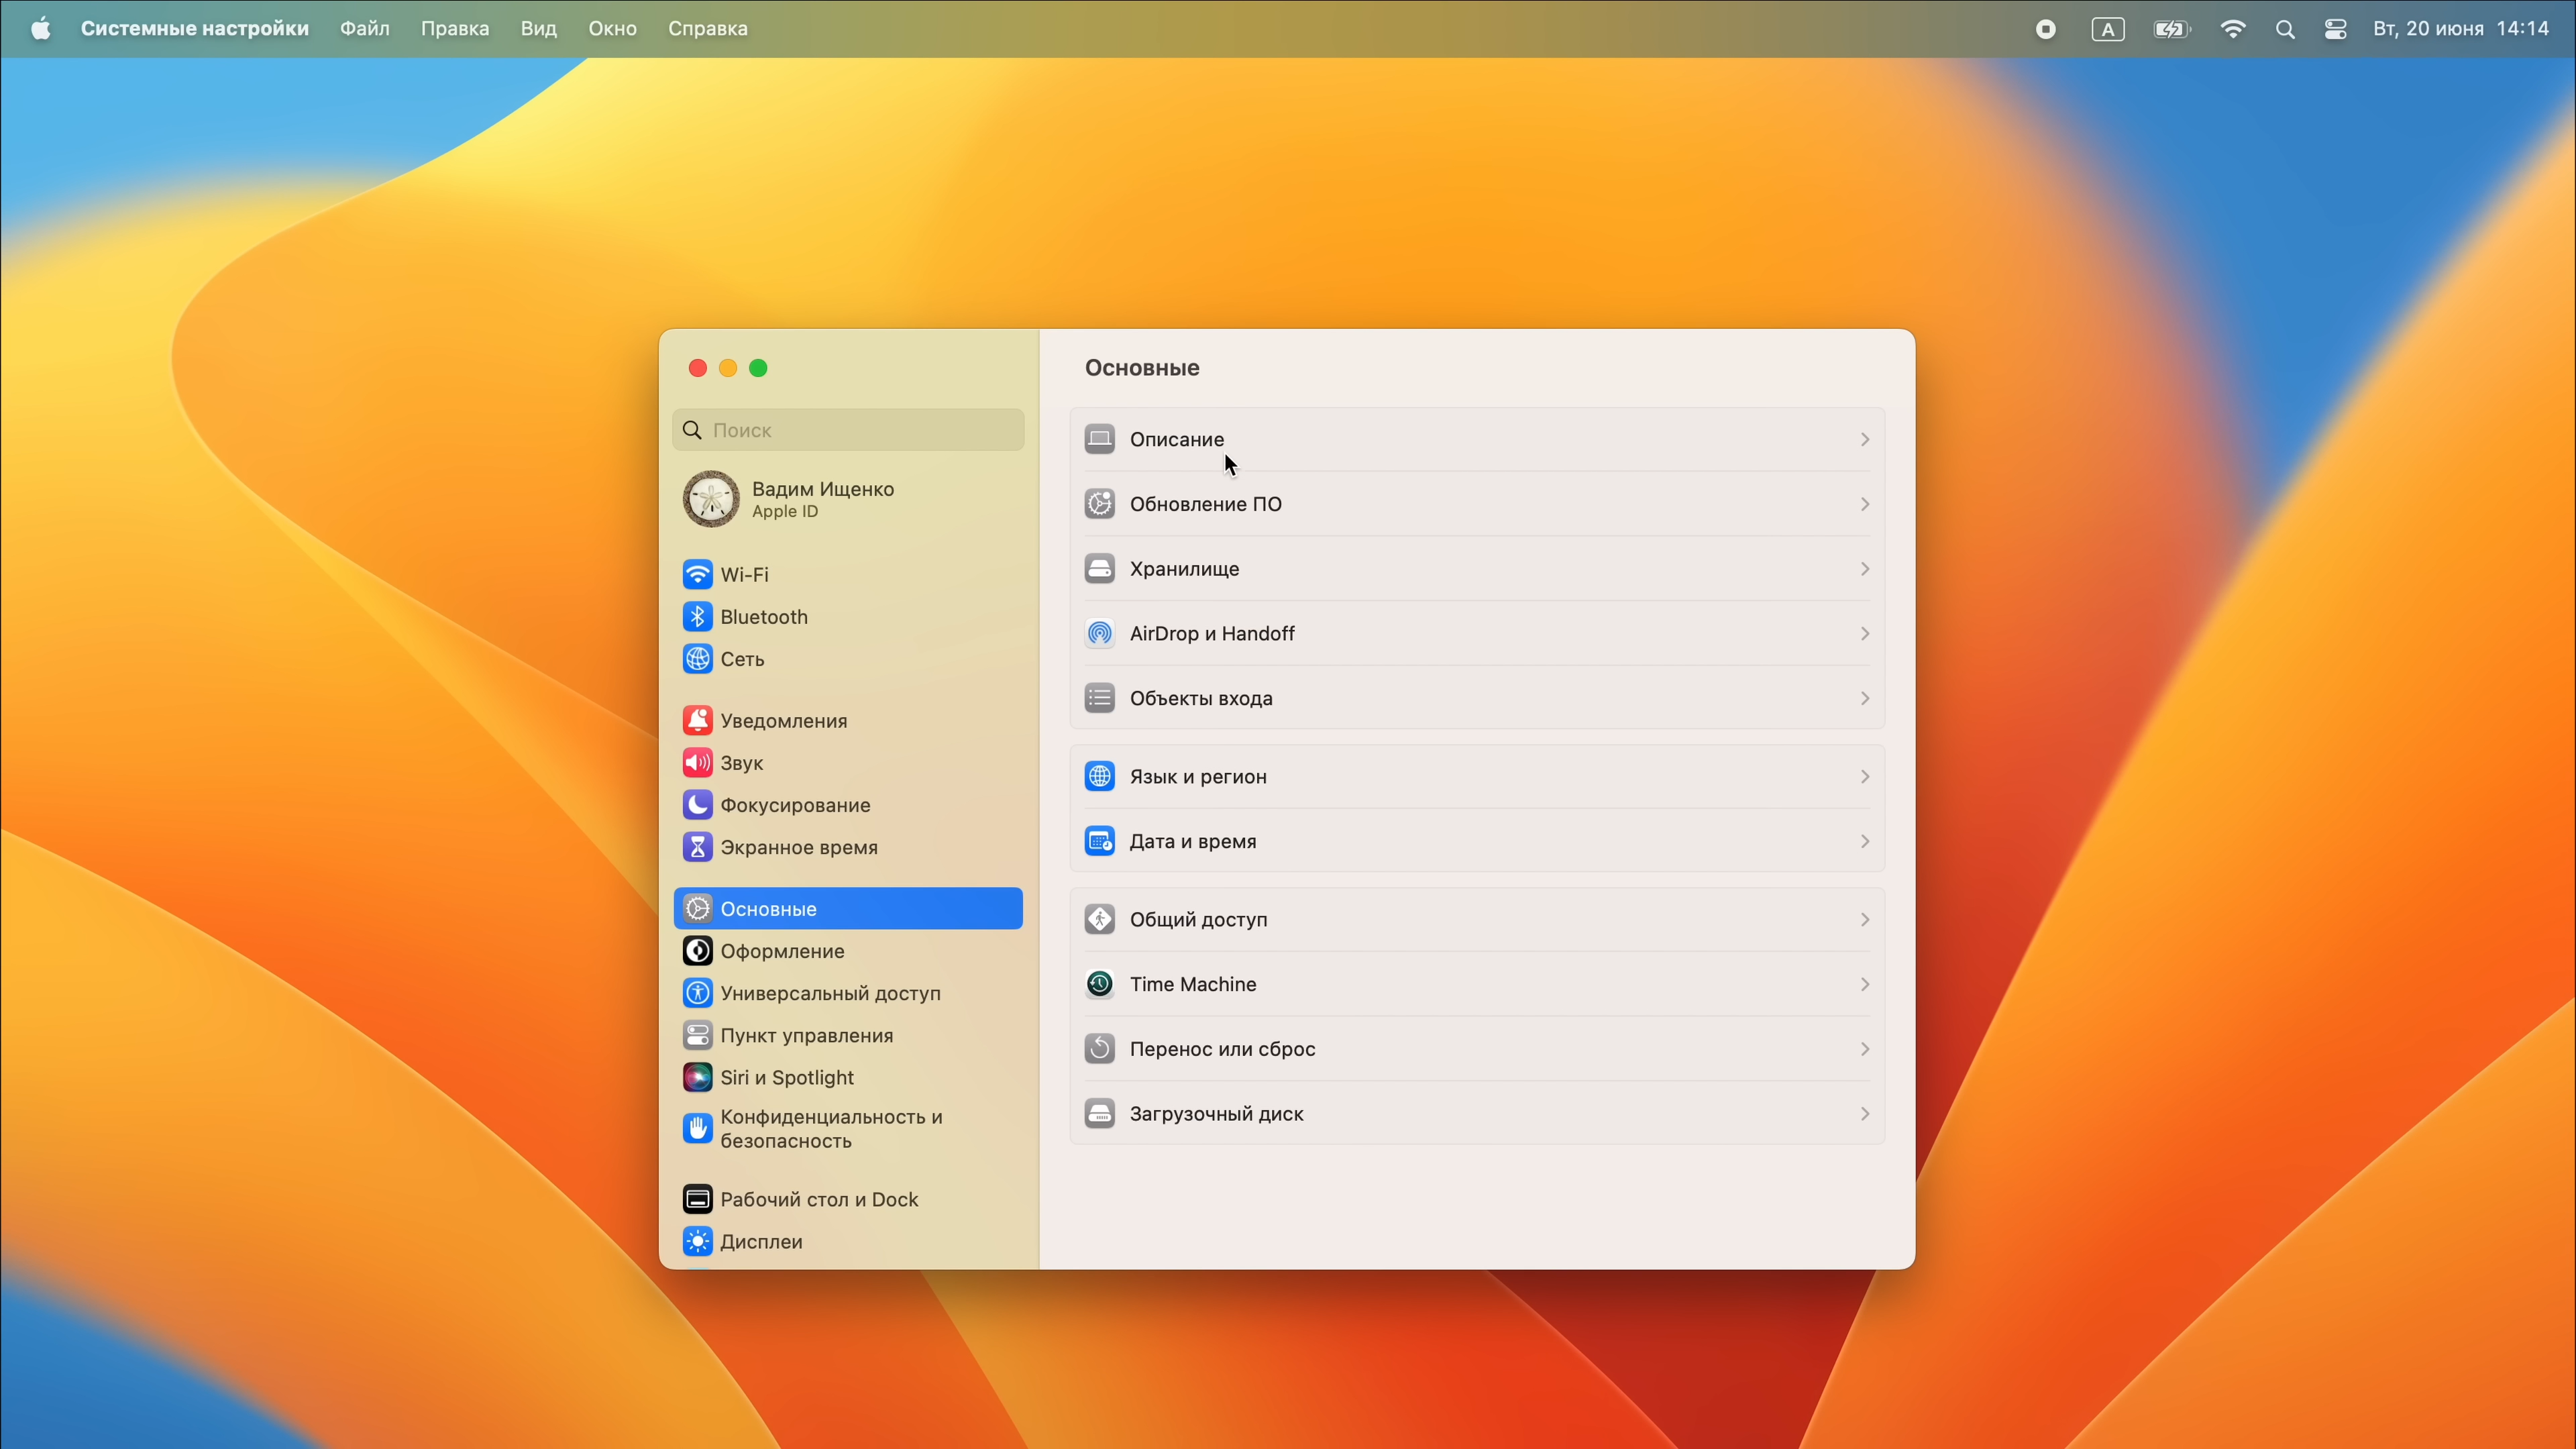 Системные настройки Файл Правка Вид Окно Справка A Вт, 20 июня 14:14
Поиск
Вадим Ищенко
Apple ID
Wi-Fi
Bluetooth
Сеть
Уведомления
Звук
Фокусирование
Экранное время
Основные
Оформление
Универсальный доступ
Пункт управления
Siri и Spotlight
Конфиденциальность и
безопасность
Рабочий стол и Dock
Дисплеи
Основные
Описание
Обновление ПО
Хранилище
AirDrop и Handoff
Объекты входа
Язык и регион
Дата и время
Общий доступ
Time Machine
Перенос или сброс
Загрузочный диск